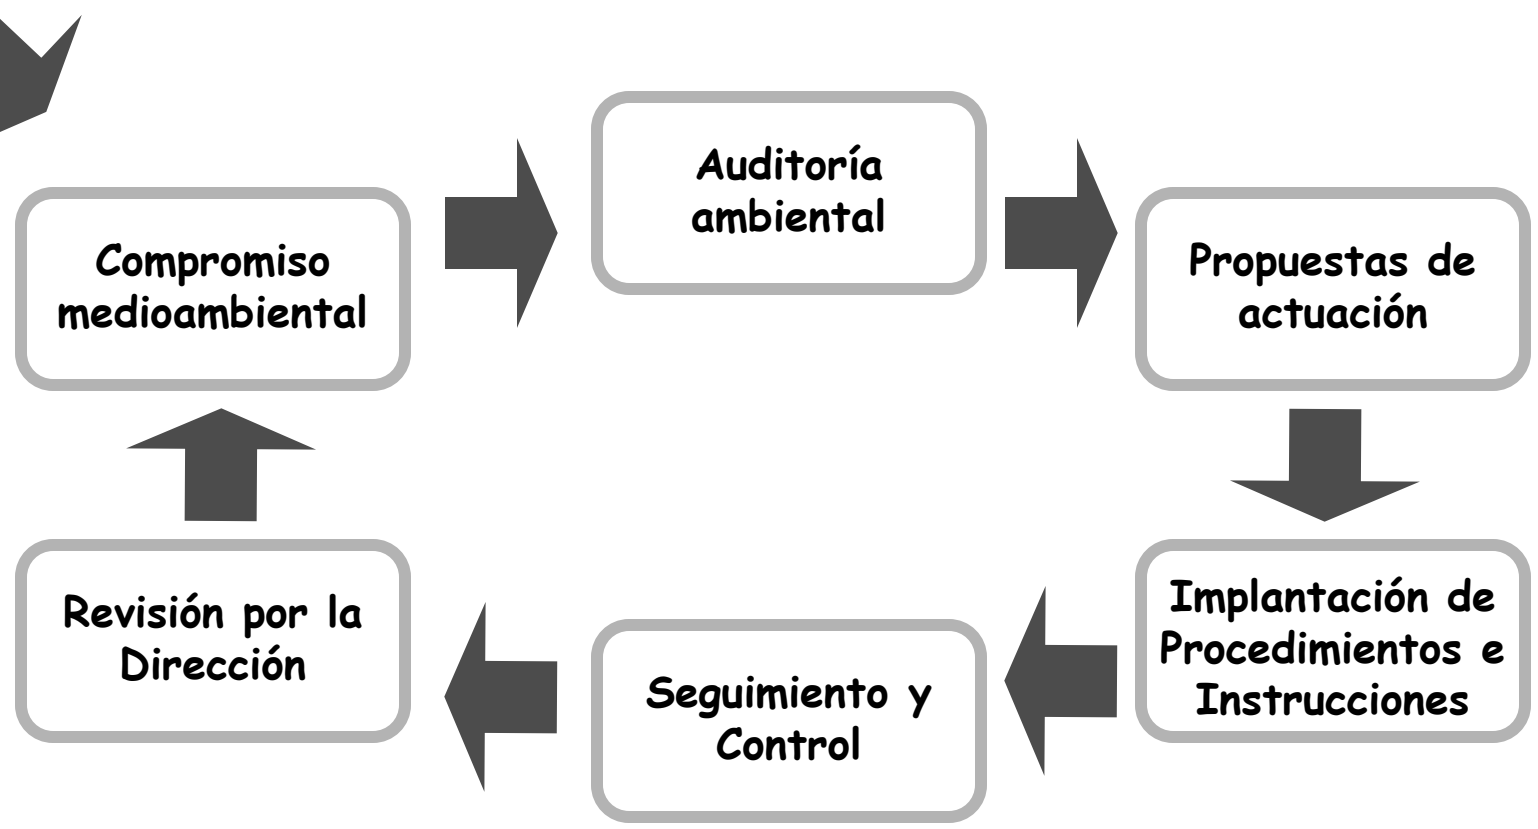 Compromiso
medioambiental
Auditoría
ambiental
Propuestas de
actuación
Implantación de
Procedimientos e
Instrucciones
Seguimiento y
Control
Revisión por la
Dirección